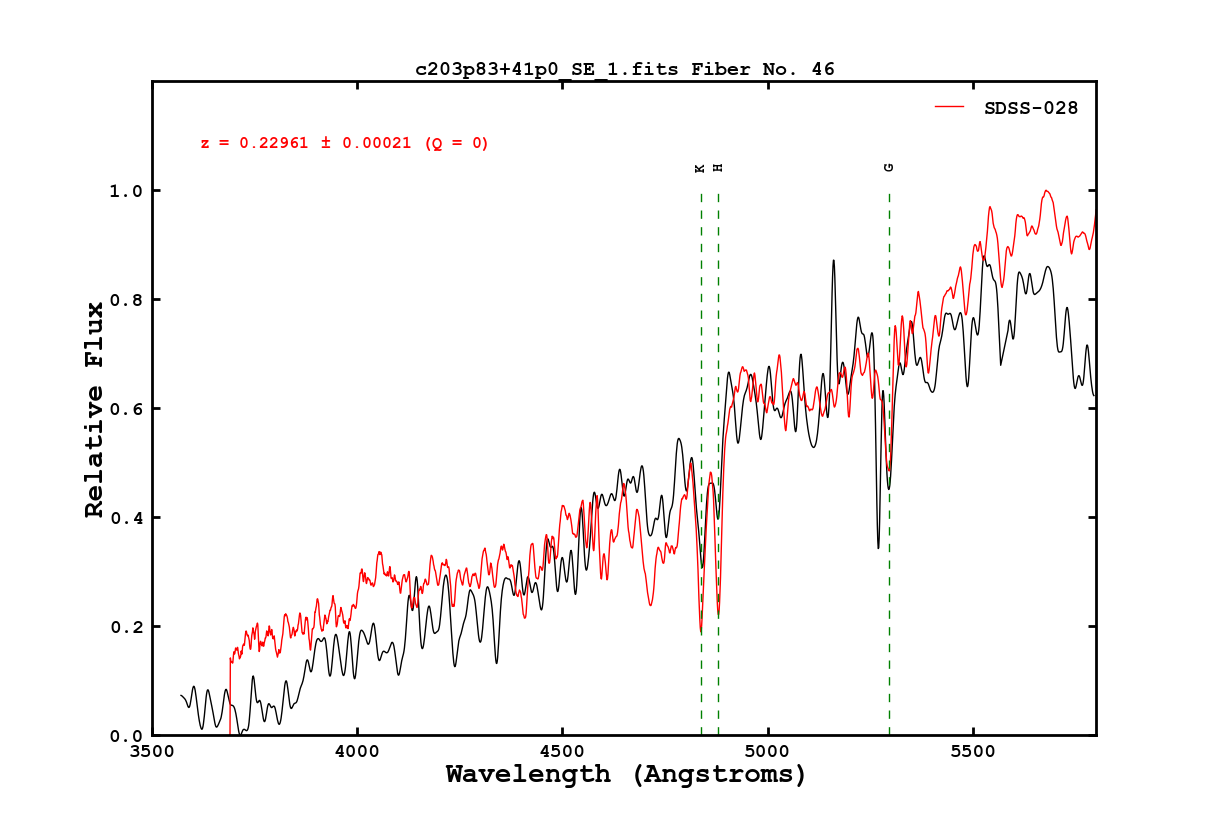 c203p83+41p0_SE_1.fits Fiber No. 46
SDSS-028
z = 0.22961 ± 0.00021 (Q = 0)
K
H
G
1.0
0.8
0.6
0.4
0.2
0.0
Relative Flux
3500
4000
4500
5000
5500
Wavelength (Angstroms)